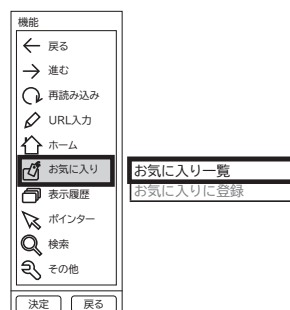 機能
戻る
進む
再読み込み
URL入力
ホーム
お気に入り
お気に入り一覧
お気に入りに登録
表示履歴
ポインター
検索
その他
決定 戻る